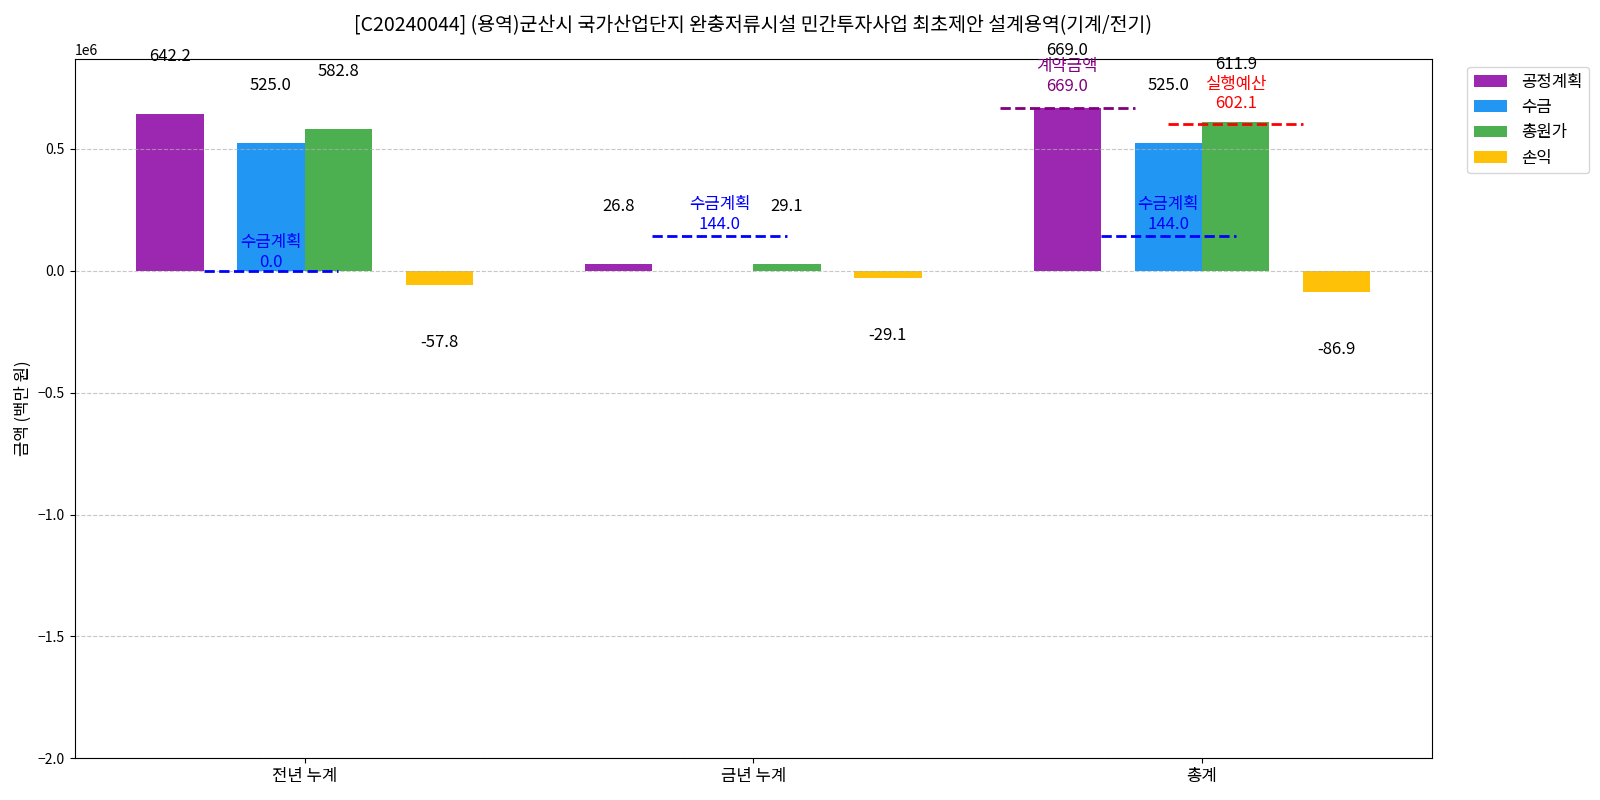 [C20240044] (용역)군산시 국가산업단지 완충저류시설 민간투자사업 최초제안 설계용역(기계/전기)
1e6
642.2
525.0
582.8
수금계획
0.0
-57.8
26.8
수금계획
144.0
29.1
-29.1
669.0
계약금액
669.0
525.0
611.9
실행예산
602.1
수금계획
144.0
-86.9
공정계획
수금
총원가
손익
금액 (백만 원)
0.5
0.0
−0.5
−1.0
−1.5
−2.0
전년 누계
금년 누계
총계